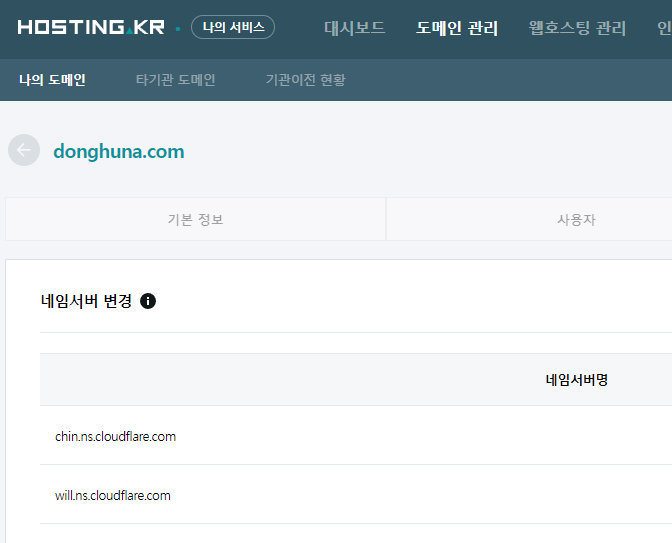 HOSTING.KR 나의 서비스 대시보드 도메인 관리 웹호스팅 관리 인
나의 도메인 타기관 도메인 기관이전 현황
donghuna.com
기본 정보 사용자
네임서버 변경
네임서버명
chin.ns.cloudflare.com
will.ns.cloudflare.com